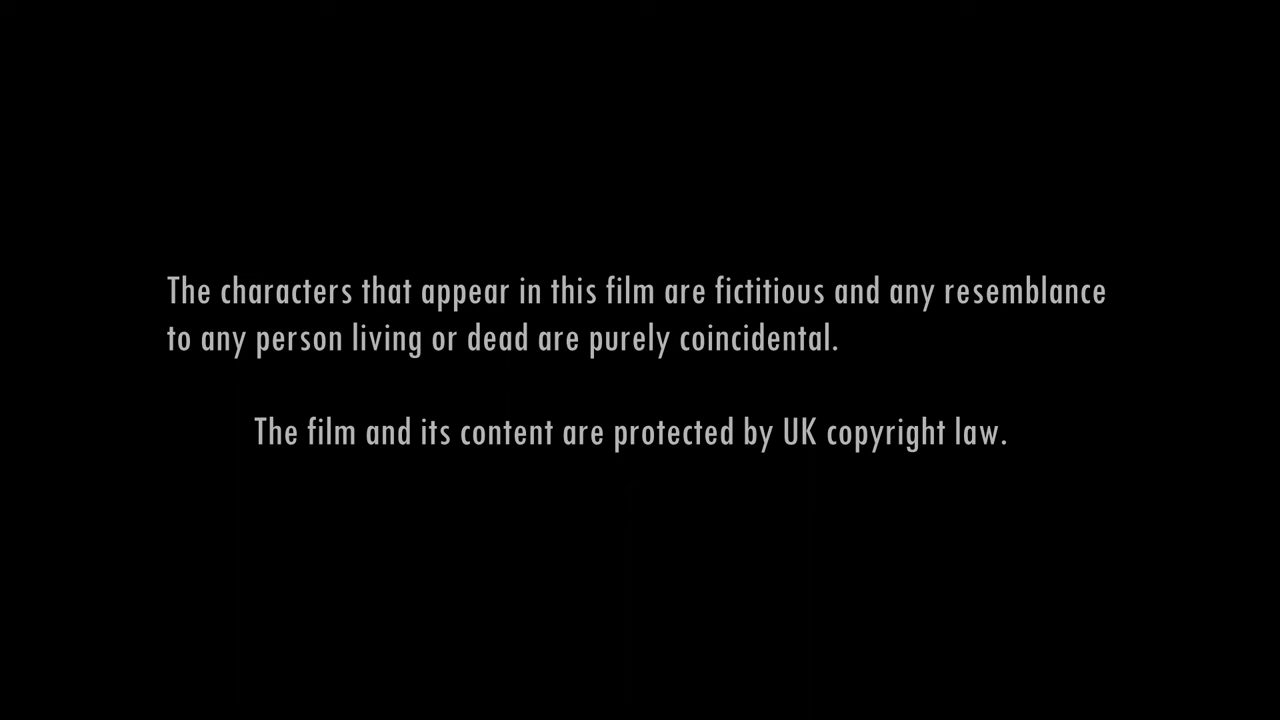 The characters that appear in this film are fictitious and any resemblance
to any person living or dead are purely coincidental.
The film and its content are protected by UK copyright law.